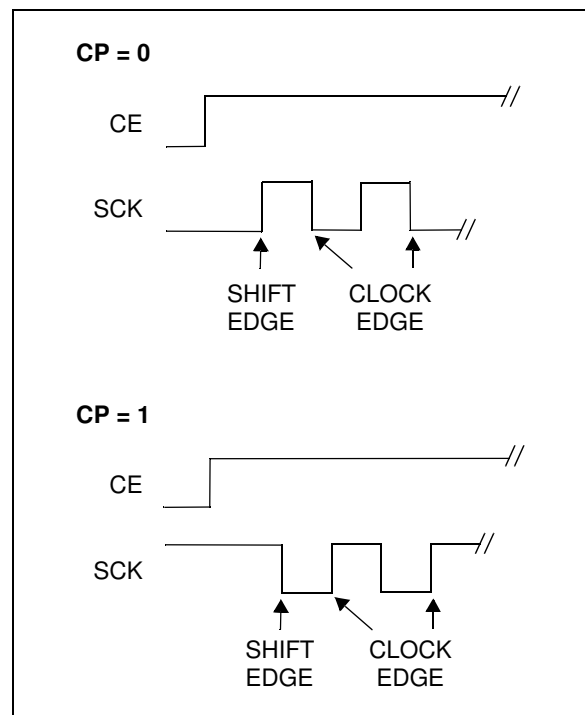 CP = 0
CE
SCK
SHIFT
EDGE
CLOCK
EDGE
CP = 1
CE
SCK
SHIFT
EDGE
CLOCK
EDGE